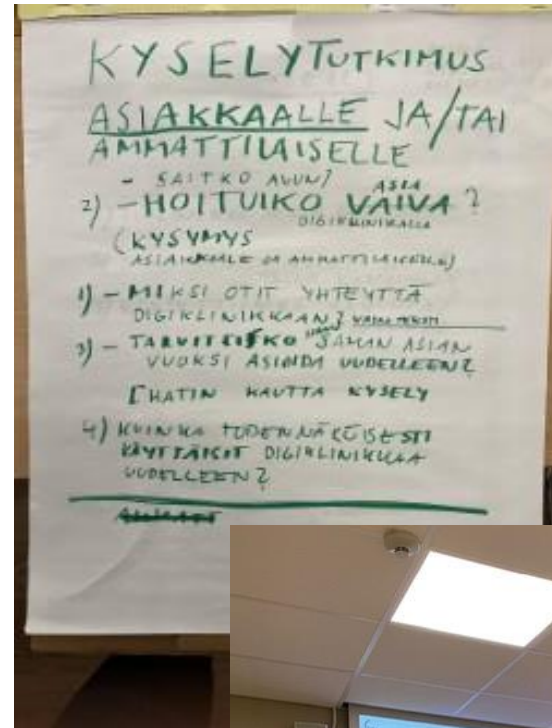 KYSELYTUTKIMUS
ASIAKKAALLE JA/TAI
AMMATTILAISELLE
- SAITKO AVUN?
ASIA
2) - HOITUIKO VAIVA?
DIGIKLINIKALLA
(KYSYMYS
ASIAKKAALLE JA AMMATTILAISELLE)
1) - MIKSI OTIT YHTEYTTÄ
DIGIKLINIKKAAN?
3) - TARVITSITKO SAMAN ASIAN
VUOKSI ASIOIDA UUDELLEEN?
[CHATIN KAUTTA KYSELY
4) KUINKA TODENNÄKÖISESTI
KÄYTTÄISIT DIGIKLINIKKAA
UUDELLEEN?